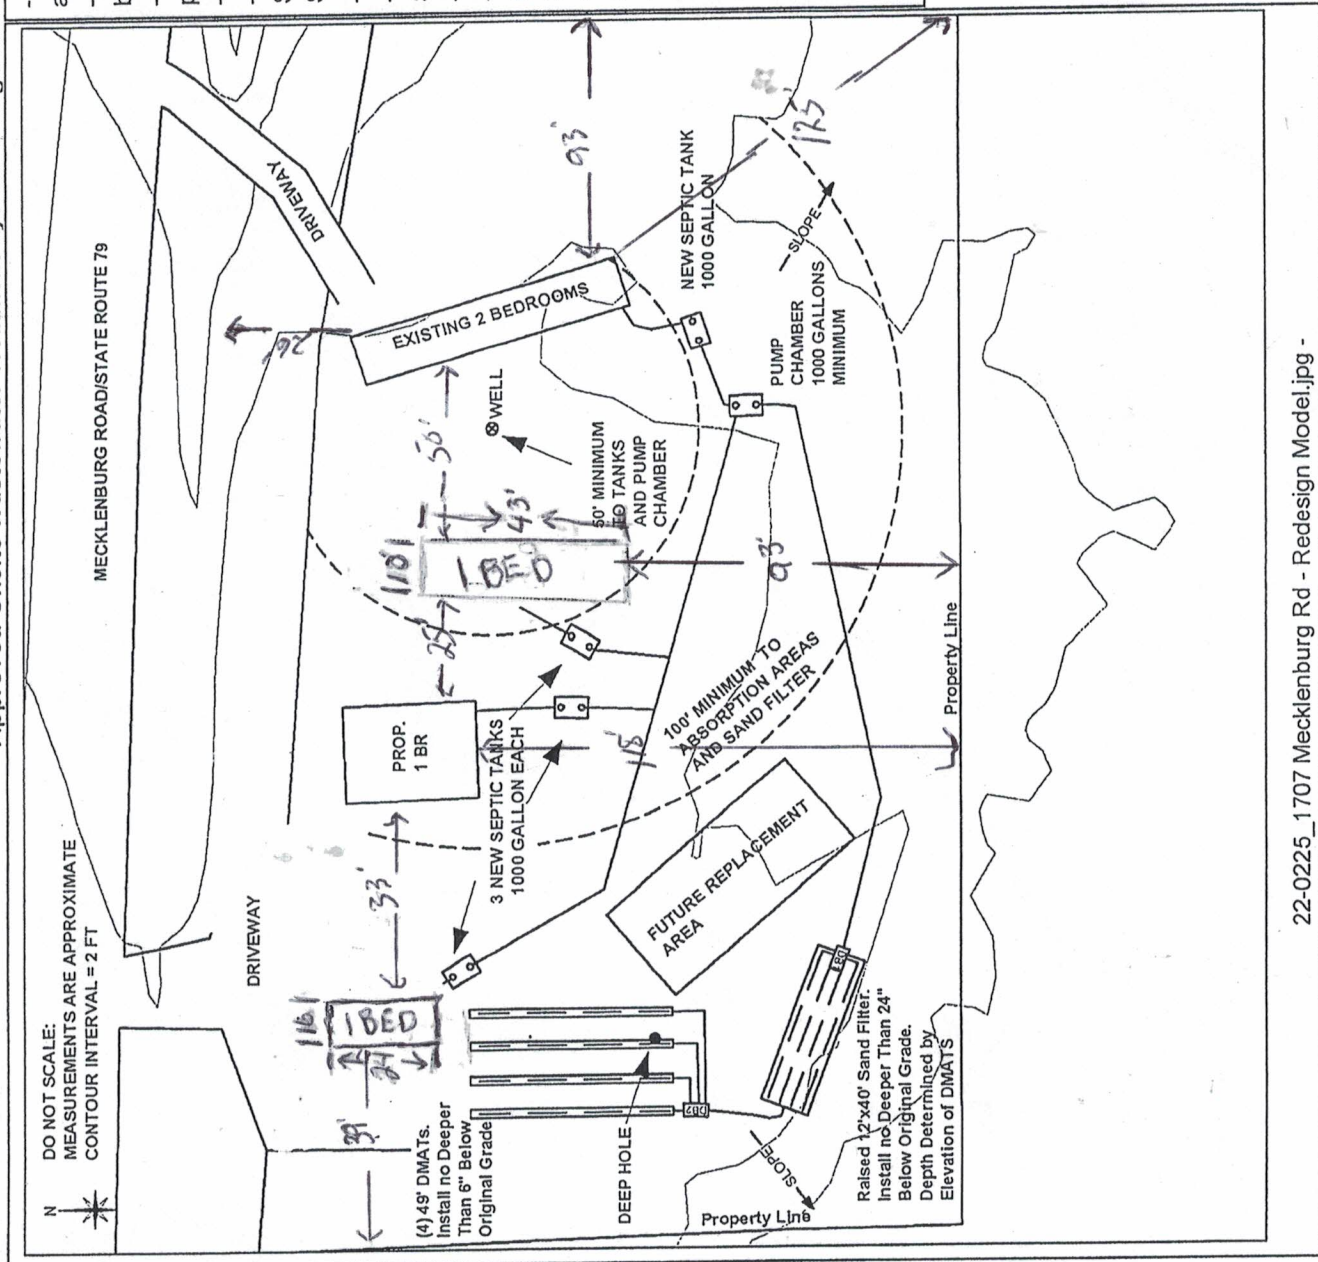 N
DO NOT SCALE:
MEASUREMENTS ARE APPROXIMATE
CONTOUR INTERVAL = 2 FT
MECKLENBURG ROAD/STATE ROUTE 79
DRIVEWAY
DRIVEWAY
26'
EXISTING 2 BEDROOMS
93'
125'
WELL
50'
50' MINIMUM
TO TANKS
AND PUMP
CHAMBER
NEW SEPTIC TANK
1000 GALLON
PUMP
CHAMBER
1000 GALLONS
MINIMUM
SLOPE
43'
1 BED
93'
25'
PROP.
1 BR
118'
3 NEW SEPTIC TANKS
1000 GALLON EACH
100' MINIMUM TO
ABSORPTION AREAS
AND SAND FILTER
Property Line
33'
1 BED
24'
39'
FUTURE REPLACEMENT
AREA
(4) 49' DMATs.
Install no Deeper
Than 6" Below
Original Grade
DEEP HOLE
DB2
DB1
SLOPE
Property Line
Raised 12'x40' Sand Filter.
Install no Deeper Than 24"
Below Original Grade.
Depth Determined by
Elevation of DMATS
22-0225_1707 Mecklenburg Rd - Redesign Model.jpg -